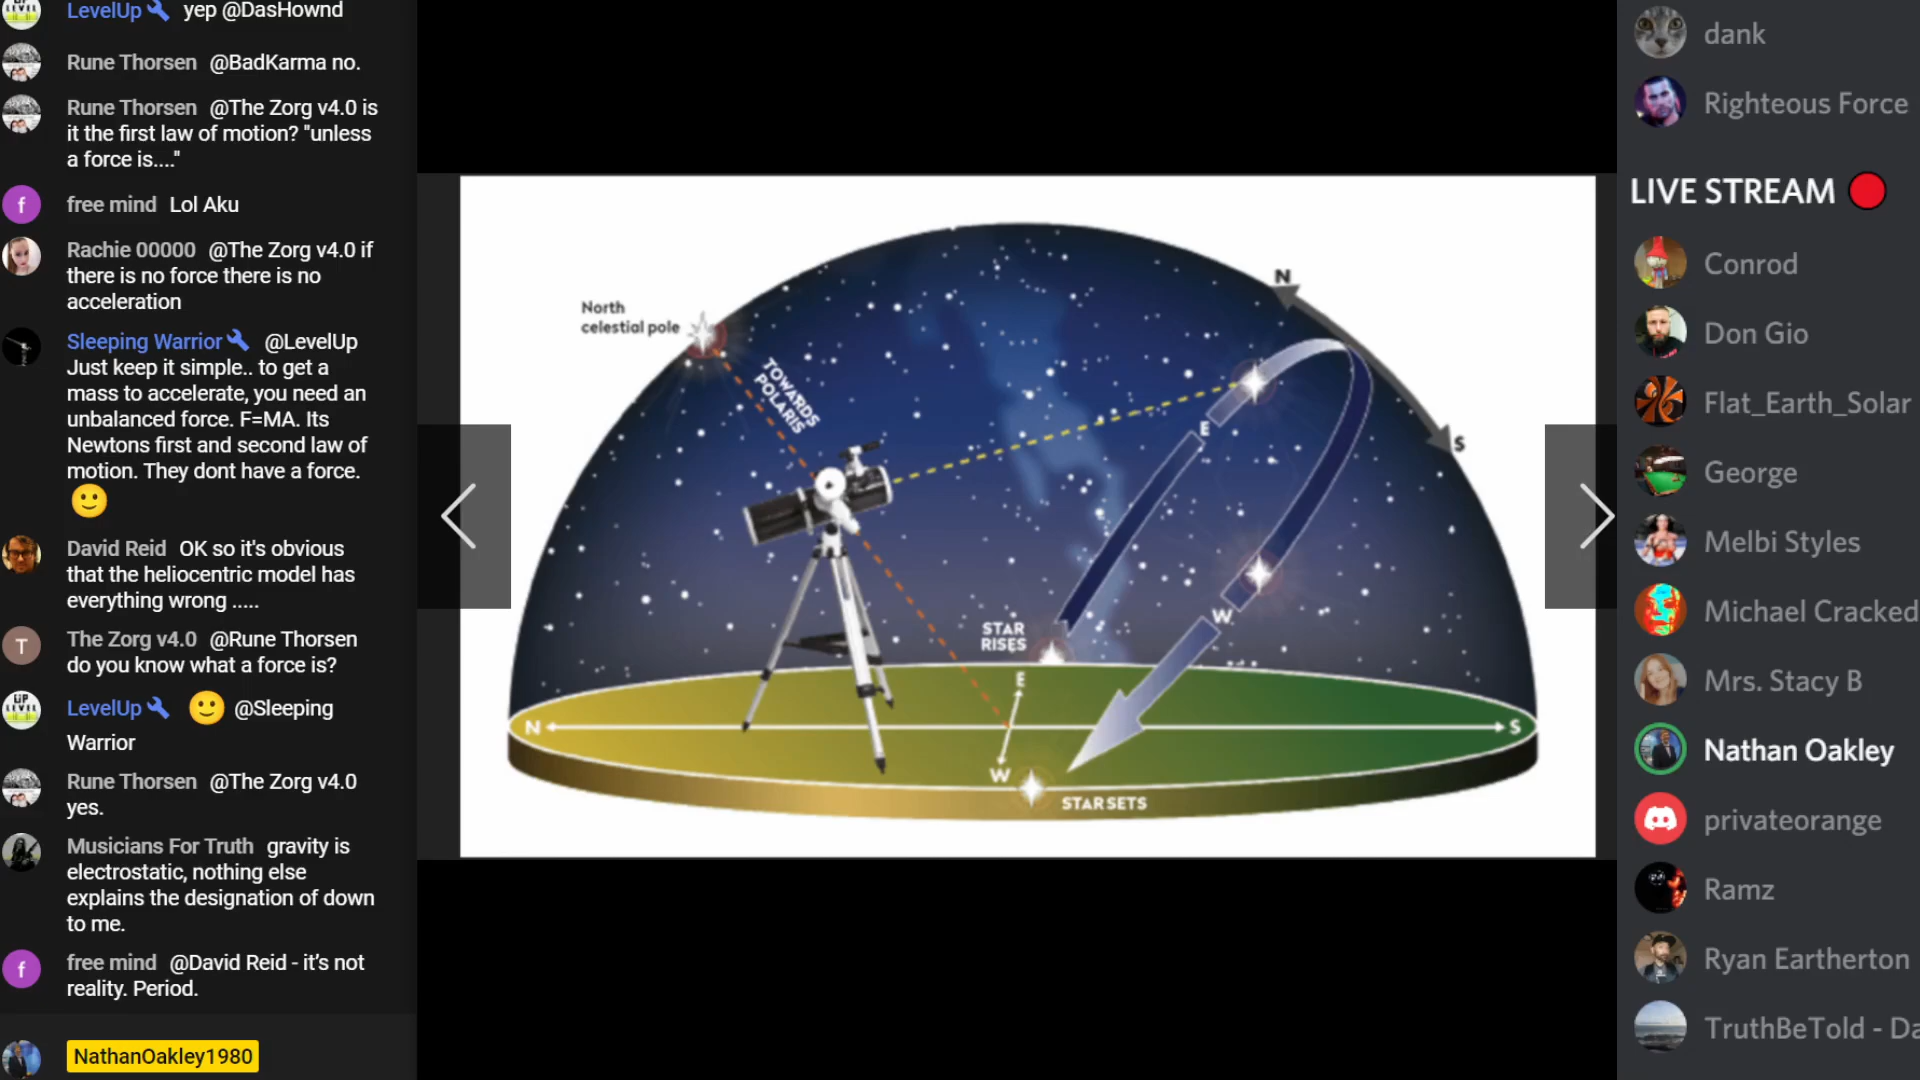 LevelUp yep @DasHownd
Rune Thorsen @BadKarma no.
Rune Thorsen @The Zorg v4.0 is
it the first law of motion? "unless
a force is...."
free mind Lol Aku
Rachie 00000 @The Zorg v4.0 if
there is no force there is no
acceleration
Sleeping Warrior @LevelUp
Just keep it simple.. to get a
mass to accelerate, you need an
unbalanced force. F=MA. Its
Newtons first and second law of
motion. They dont have a force.
David Reid OK so it's obvious
that the heliocentric model has
everything wrong .....
The Zorg v4.0 @Rune Thorsen
do you know what a force is?
LevelUp @Sleeping
Warrior
Rune Thorsen @The Zorg v4.0
yes.
Musicians For Truth gravity is
electrostatic, nothing else
explains the designation of down
to me.
free mind @David Reid - it's not
reality. Period.
NathanOakley1980
f
T
f
UP
LEVEL
North
celestial pole
TOWARDS
POLARIS
N
S
E
W
STAR
RISES
E
N
S
W
STAR SETS
dank
Righteous Force
LIVE STREAM
Conrod
Don Gio
Flat_Earth_Solar
George
Melbi Styles
Michael Cracked
Mrs. Stacy B
Nathan Oakley
privateorange
Ramz
Ryan Eartherton
TruthBeTold - Da